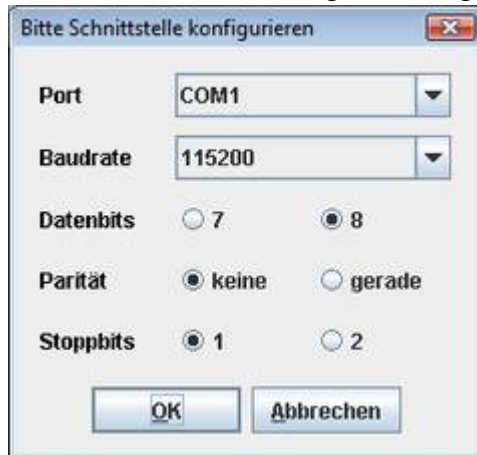 Bitte Schnittstelle konfigurieren
Port COM1
Baudrate 115200
Datenbits 7 8
Parität keine gerade
Stoppbits 1 2
OK Abbrechen